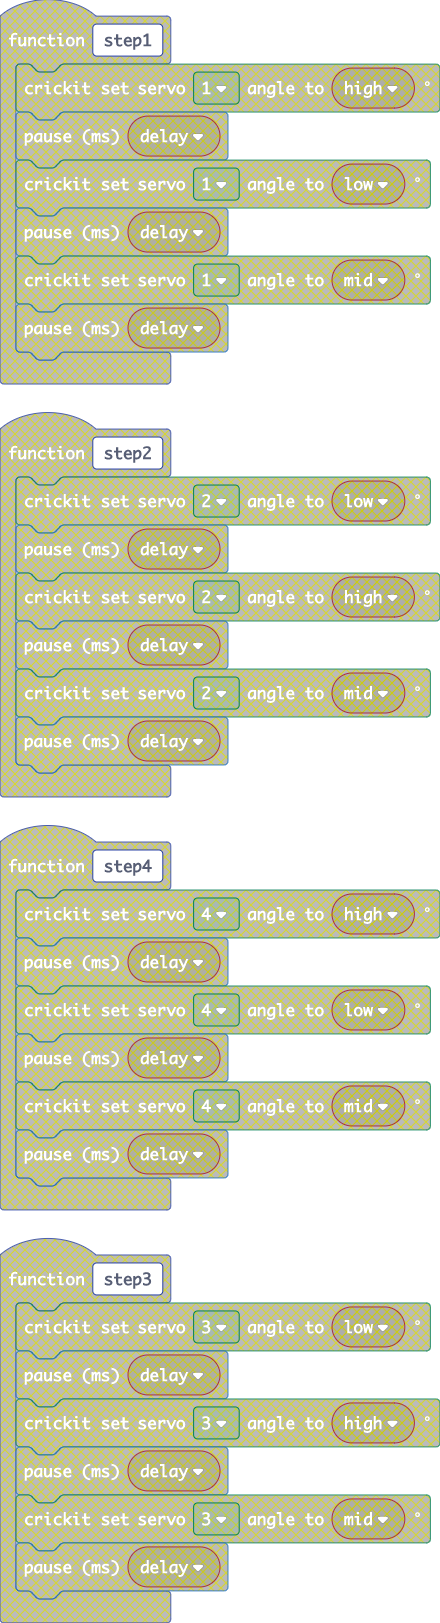 function step1
crickit set servo 1 angle to high °
pause (ms) delay
crickit set servo 1 angle to low °
pause (ms) delay
crickit set servo 1 angle to mid °
pause (ms) delay
function step2
crickit set servo 2 angle to low °
pause (ms) delay
crickit set servo 2 angle to high °
pause (ms) delay
crickit set servo 2 angle to mid °
pause (ms) delay
function step4
crickit set servo 4 angle to high °
pause (ms) delay
crickit set servo 4 angle to low °
pause (ms) delay
crickit set servo 4 angle to mid °
pause (ms) delay
function step3
crickit set servo 3 angle to low °
pause (ms) delay
crickit set servo 3 angle to high °
pause (ms) delay
crickit set servo 3 angle to mid °
pause (ms) delay